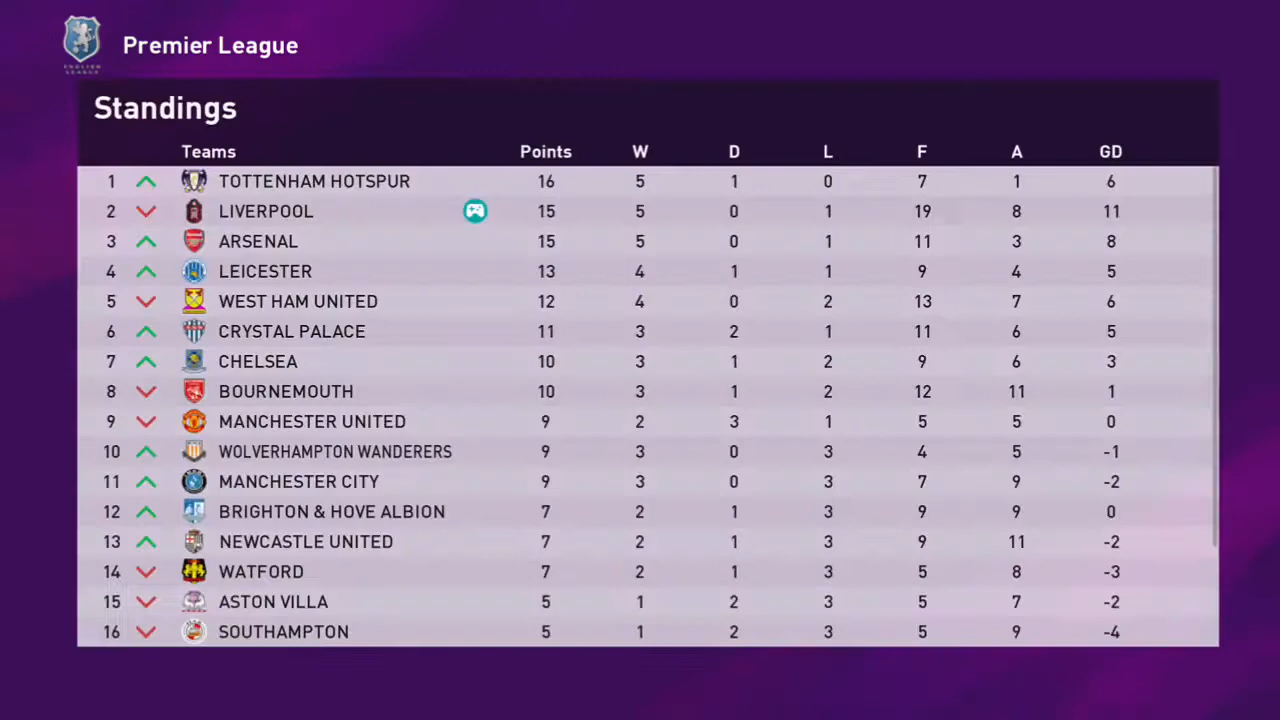 Premier League
ENGLISH
LEAGUE
Standings
Teams Points W D L F A GD
1 TOTTENHAM HOTSPUR 16 5 1 0 7 1 6
2 LIVERPOOL 15 5 0 1 19 8 11
3 ARSENAL 15 5 0 1 11 3 8
4 LEICESTER 13 4 1 1 9 4 5
5 WEST HAM UNITED 12 4 0 2 13 7 6
6 CRYSTAL PALACE 11 3 2 1 11 6 5
7 CHELSEA 10 3 1 2 9 6 3
8 BOURNEMOUTH 10 3 1 2 12 11 1
9 MANCHESTER UNITED 9 2 3 1 5 5 0
10 WOLVERHAMPTON WANDERERS 9 3 0 3 4 5 -1
11 MANCHESTER CITY 9 3 0 3 7 9 -2
12 BRIGHTON & HOVE ALBION 7 2 1 3 9 9 0
13 NEWCASTLE UNITED 7 2 1 3 9 11 -2
14 WATFORD 7 2 1 3 5 8 -3
15 ASTON VILLA 5 1 2 3 5 7 -2
16 SOUTHAMPTON 5 1 2 3 5 9 -4